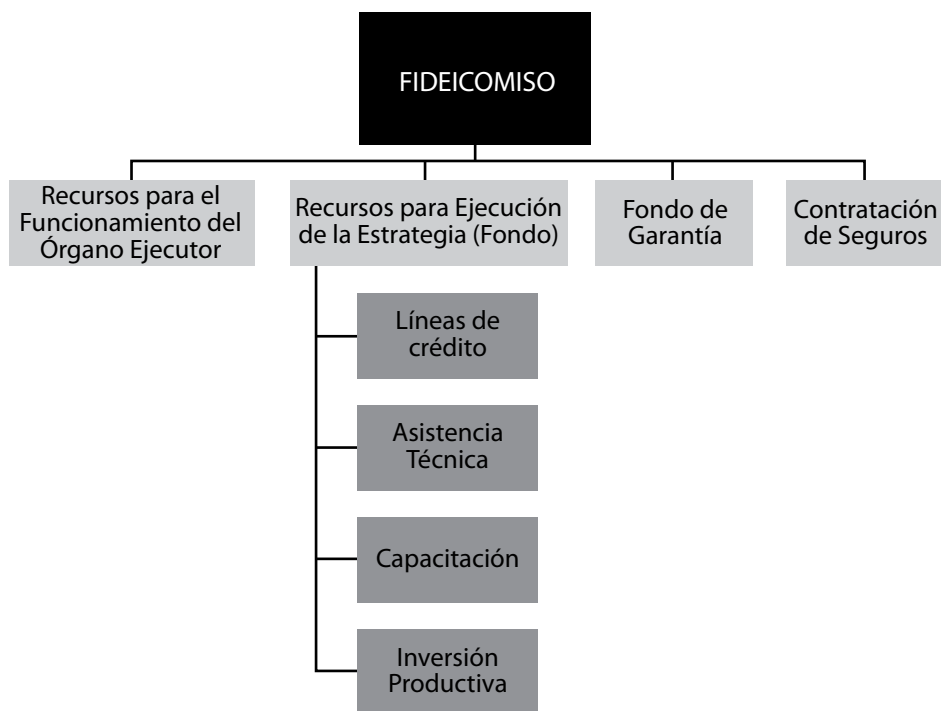 FIDEICOMISO
Recursos para el
Funcionamiento del
Órgano Ejecutor
Recursos para Ejecución
de la Estrategia (Fondo)
Fondo de
Garantía
Contratación
de Seguros
Líneas de
crédito
Asistencia
Técnica
Capacitación
Inversión
Productiva